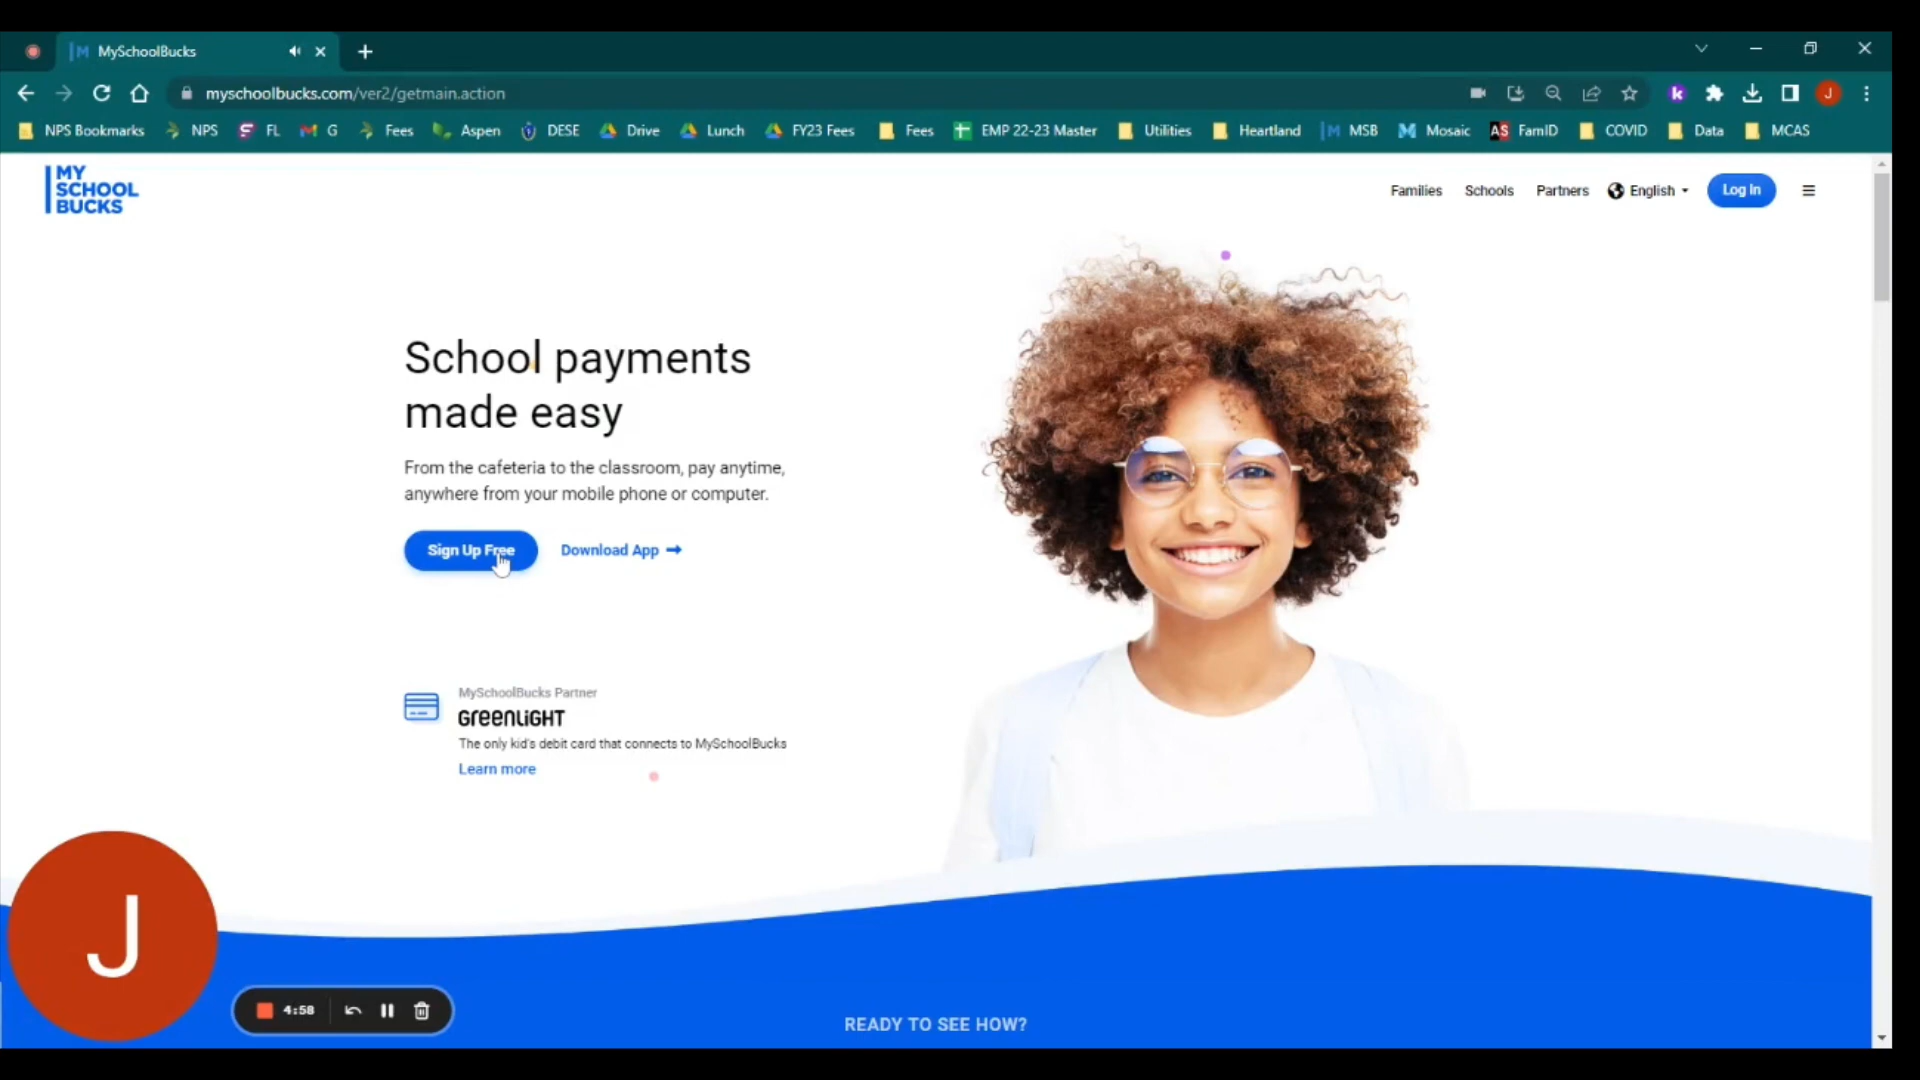 MySchoolBucks
myschoolbucks.com/ver2/getmain.action
J
NPS Bookmarks NPS FL G Fees Aspen DESE Drive Lunch FY23 Fees Fees EMP 22-23 Master Utilities Heartland MSB Mosaic AS FamID COVID Data MCAS
MY
SCHOOL
BUCKS
Families Schools Partners English Log In
School payments
made easy
From the cafeteria to the classroom, pay anytime,
anywhere from your mobile phone or computer.
Sign Up Free Download App
MySchoolBucks Partner
GReeNLiGHT
The only kid's debit card that connects to MySchoolBucks
Learn more
J
4:58
READY TO SEE HOW?